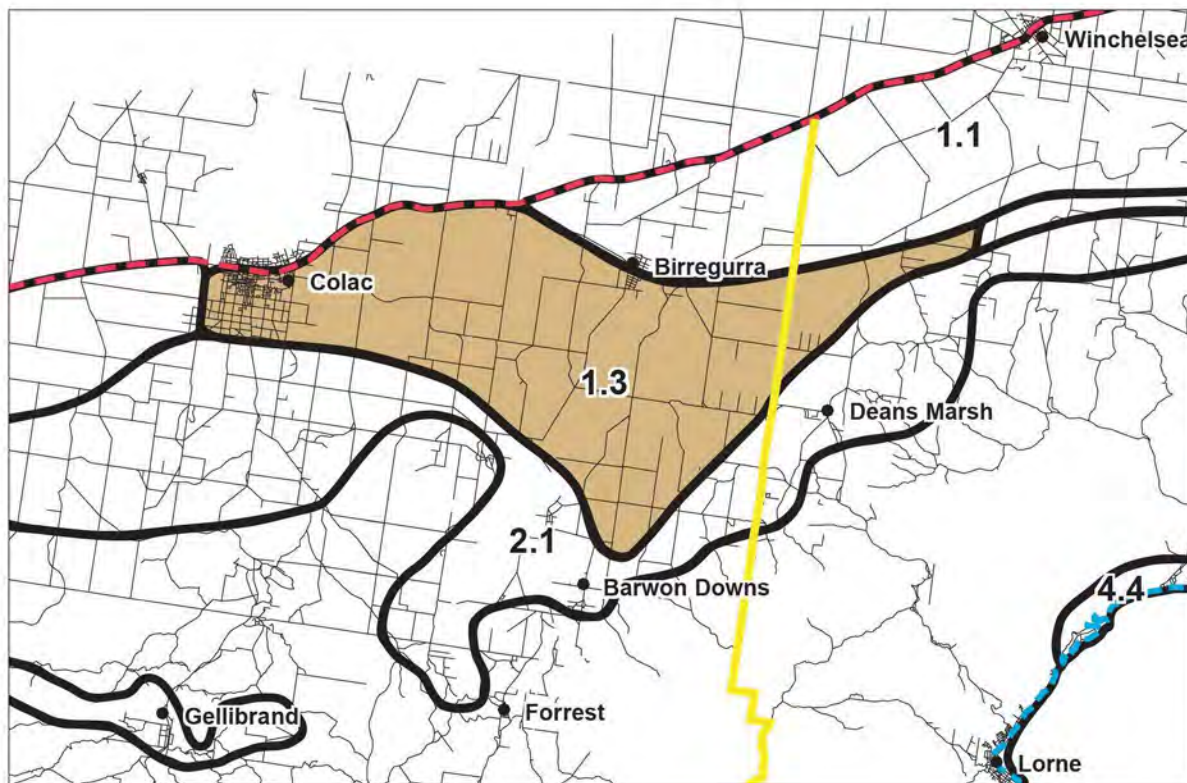 Winchelsea
1.1
Birregurra
Colac
1.3
Deans Marsh
2.1
Barwon Downs
4.4
Gellibrand
Forrest
Lorne